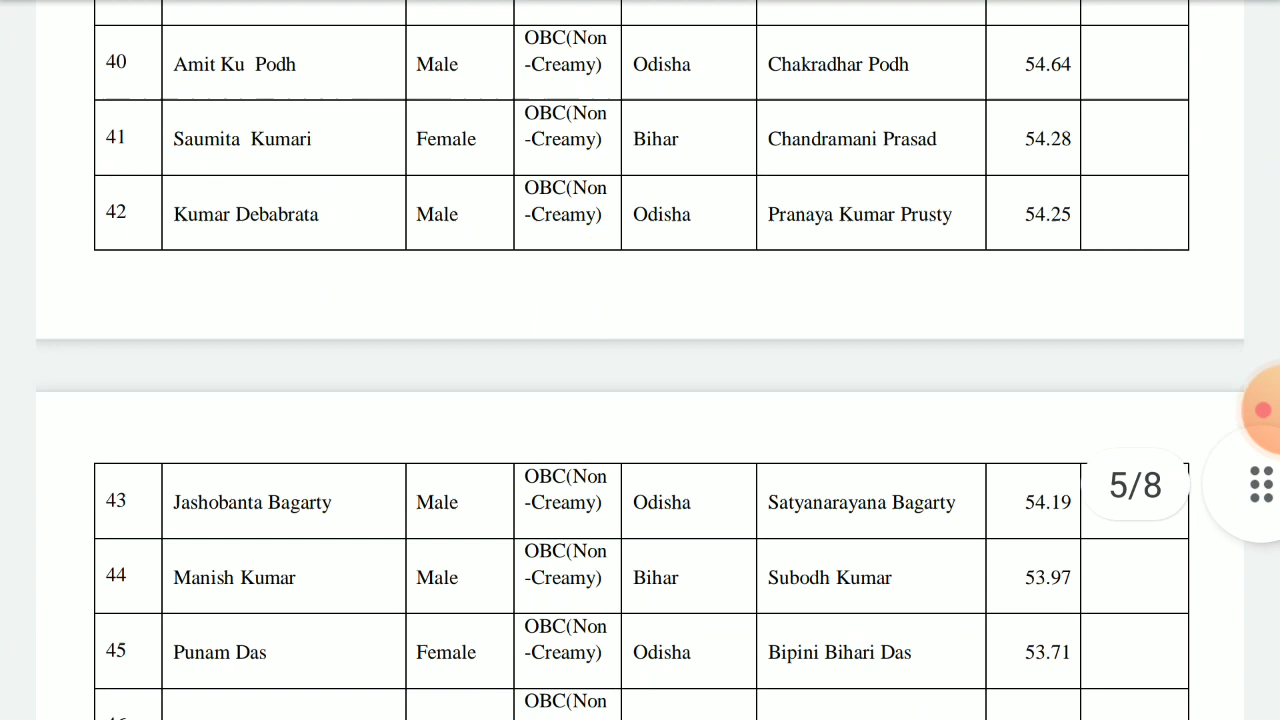 OBC(Non
40 Amit Ku Podh Male -Creamy) Odisha Chakradhar Podh 54.64
OBC(Non
41 Saumita Kumari Female -Creamy) Bihar Chandramani Prasad 54.28
OBC(Non
42 Kumar Debabrata Male -Creamy) Odisha Pranaya Kumar Prusty 54.25
OBC(Non
43 Jashobanta Bagarty Male -Creamy) Odisha Satyanarayana Bagarty 54.19
5/8
OBC(Non
44 Manish Kumar Male -Creamy) Bihar Subodh Kumar 53.97
OBC(Non
45 Punam Das Female -Creamy) Odisha Bipini Bihari Das 53.71
OBC(Non